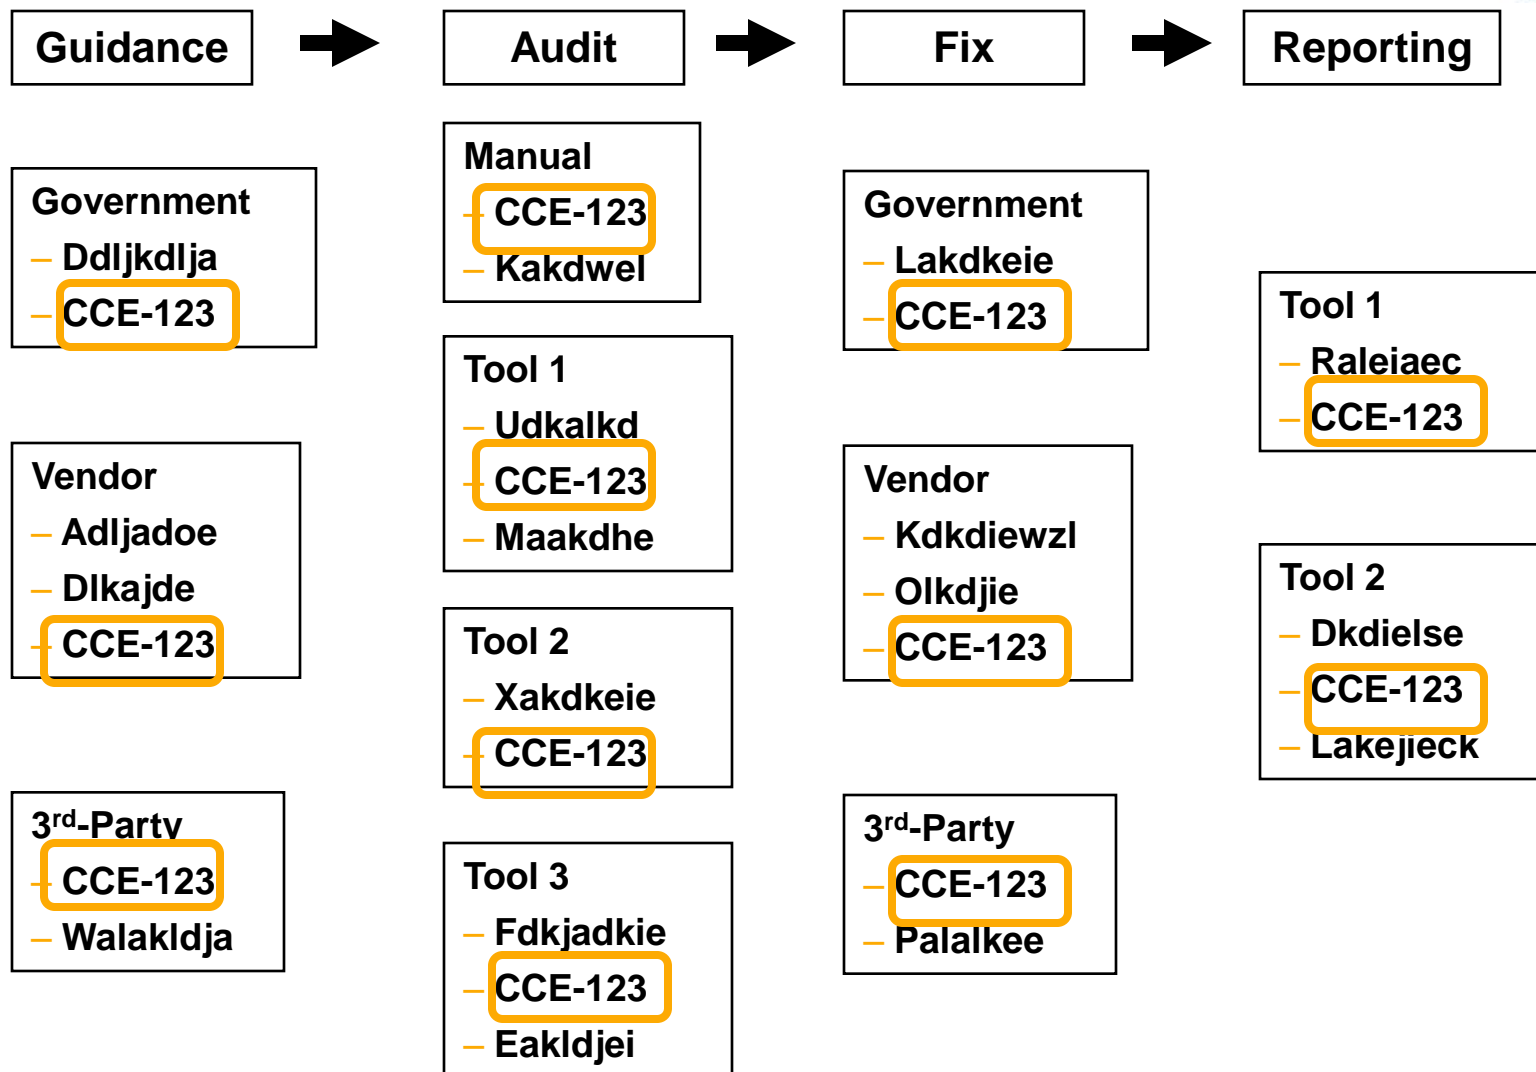 Guidance
Audit
Fix
Reporting
Government
– Ddljkdlja
– CCE-123
Vendor
– Adljadoe
– Dlkajde
– CCE-123
3rd-Party
– CCE-123
– Walakldja
Manual
– CCE-123
– Kakdwel
Tool 1
– Udkalkd
– CCE-123
– Maakdhe
Tool 2
– Xakdkeie
– CCE-123
Tool 3
– Fdkjadkie
– CCE-123
– Eakldjei
Government
– Lakdkeie
– CCE-123
Vendor
– Kdkdiewzl
– Olkdjie
– CCE-123
3rd-Party
– CCE-123
– Palalkee
Tool 1
– Raleiaec
– CCE-123
Tool 2
– Dkdielse
– CCE-123
– Lakejieck